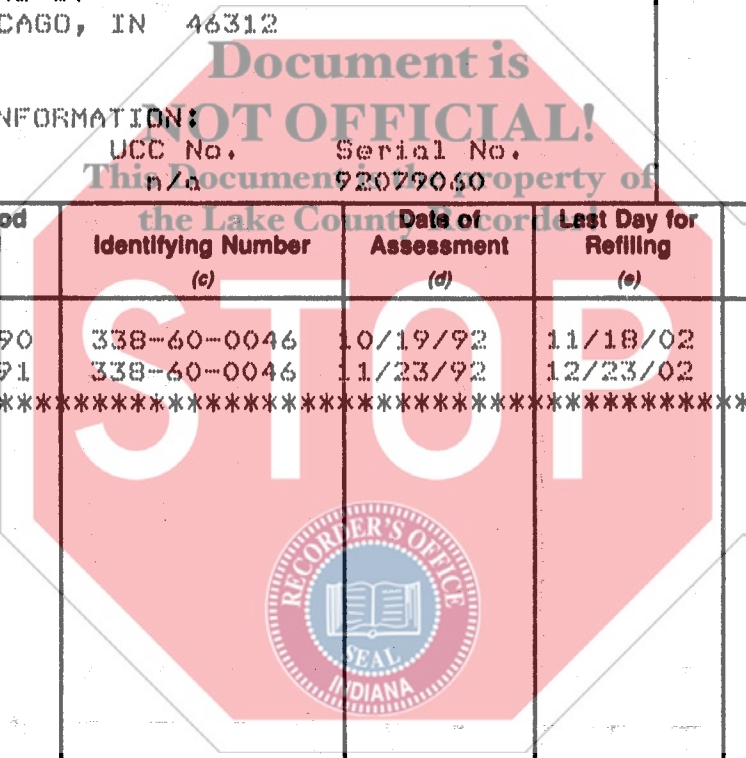 CAGO, IN 46312
Document is
NFORMATION:
NOT OFFICIAL!
UCC No. Serial No.
n/a 92079060
This Document is the property of
the Lake County Recorder!
od Identifying Number Date of Assessment Last Day for Refiling
(c) (d) (e)
90 338-60-0046 10/19/92 11/18/02
91 338-60-0046 11/23/92 12/23/02
STOP
RECORDER'S OFFICE
SEAL
INDIANA